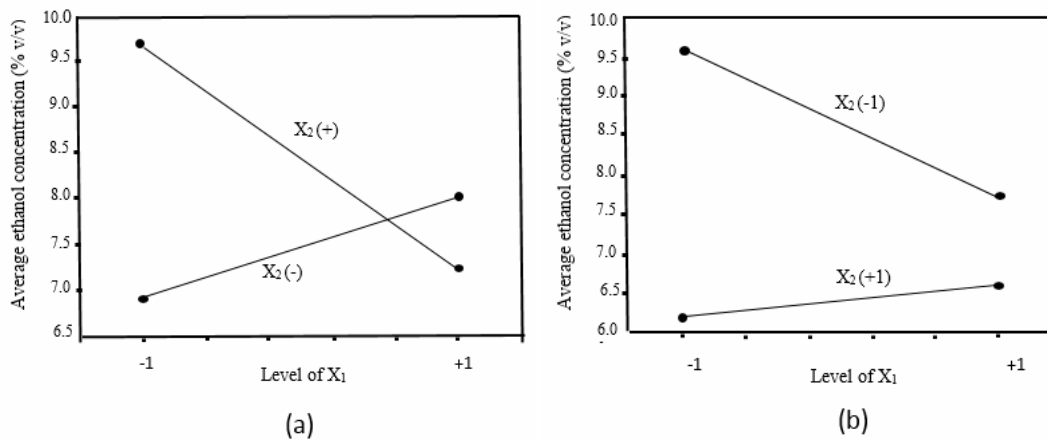 Average ethanol concentration (% v/v)
10.0
9.5
9.0
8.5
8.0
7.5
7.0
6.5
X₂(+)
X₂(-)
-1
+1
Level of X₁
(a)
Average ethanol concentration (% v/v)
10.0
9.5
9.0
8.5
8.0
7.5
7.0
6.5
6.0
X₂(-1)
X₂(+1)
-1
+1
Level of X₁
(b)